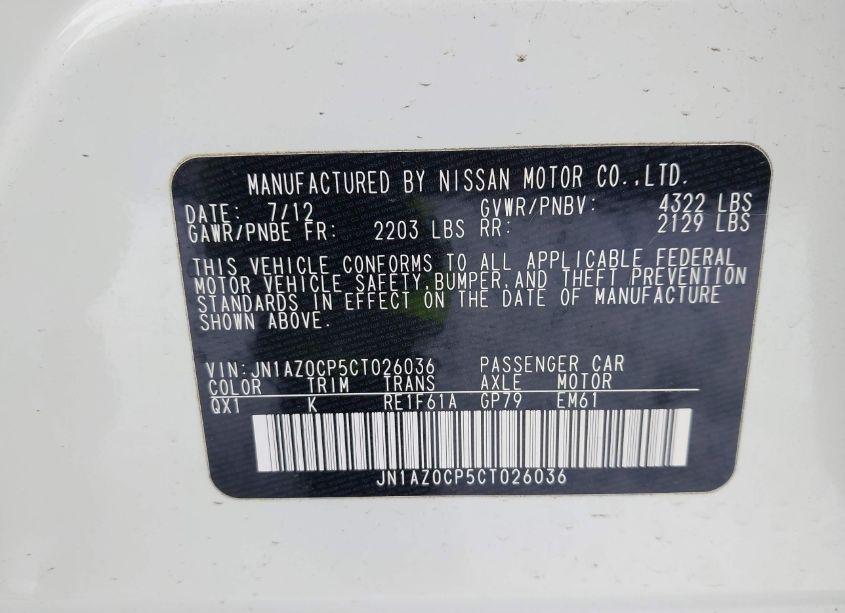 MANUFACTURED BY NISSAN MOTOR CO.,LTD.
DATE: 7/12 GVWR/PNBV: 4322 LBS
GAWR/PNBE FR: 2203 LBS RR: 2129 LBS
THIS VEHICLE CONFORMS TO ALL APPLICABLE FEDERAL
MOTOR VEHICLE SAFETY,BUMPER,AND THEFT PREVENTION
STANDARDS IN EFFECT ON THE DATE OF MANUFACTURE
SHOWN ABOVE.
VIN:JN1AZ0CP5CT026036 PASSENGER CAR
COLOR TRIM TRANS AXLE MOTOR
QX1 K RE1F61A GP79 EM61
JN1AZ0CP5CT026036